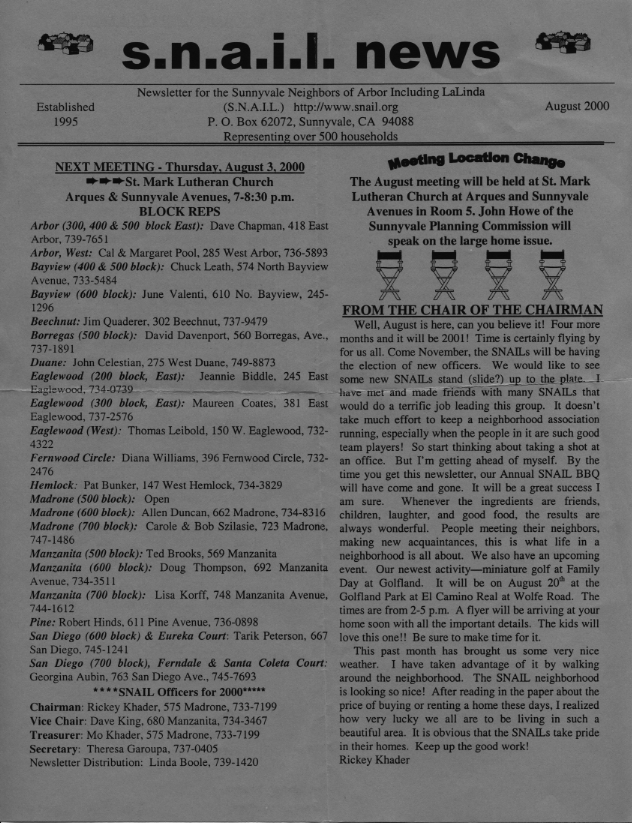 s.n.a.i.l. news
Newsletter for the Sunnyvale Neighbors of Arbor Including LaLinda
Established
1995
(S.N.A.I.L.) http://www.snail.org
P. O. Box 62072, Sunnyvale, CA 94088
August 2000
Representing over 500 households
NEXT MEETING - Thursday, August 3, 2000
➨➨➨St. Mark Lutheran Church
Arques & Sunnyvale Avenues, 7-8:30 p.m.
BLOCK REPS
Arbor (300, 400 & 500 block East): Dave Chapman, 418 East
Arbor, 739-7651
Arbor, West: Cal & Margaret Pool, 285 West Arbor, 736-5893
Bayview (400 & 500 block): Chuck Leath, 574 North Bayview
Avenue, 733-5484
Bayview (600 block): June Valenti, 610 No. Bayview, 245-
1296
Beechnut: Jim Quaderer, 302 Beechnut, 737-9479
Borregas (500 block): David Davenport, 560 Borregas, Ave.,
737-1891
Duane: John Celestian, 275 West Duane, 749-8873
Eaglewood (200 block, East): Jeannie Biddle, 245 East
Eaglewood, 734-0739
Eaglewood (300 block, East): Maureen Coates, 381 East
Eaglewood, 737-2576
Eaglewood (West): Thomas Leibold, 150 W. Eaglewood, 732-
4322
Fernwood Circle: Diana Williams, 396 Fernwood Circle, 732-
2476
Hemlock: Pat Bunker, 147 West Hemlock, 734-3829
Madrone (500 block): Open
Madrone (600 block): Allen Duncan, 662 Madrone, 734-8316
Madrone (700 block): Carole & Bob Szilasie, 723 Madrone,
747-1486
Manzanita (500 block): Ted Brooks, 569 Manzanita
Manzanita (600 block): Doug Thompson, 692 Manzanita
Avenue, 734-3511
Manzanita (700 block): Lisa Korff, 748 Manzanita Avenue,
744-1612
Pine: Robert Hinds, 611 Pine Avenue, 736-0898
San Diego (600 block) & Eureka Court: Tarik Peterson, 667
San Diego, 745-1241
San Diego (700 block), Ferndale & Santa Coleta Court:
Georgina Aubin, 763 San Diego Ave., 745-7693
****SNAIL Officers for 2000*****
Chairman: Rickey Khader, 575 Madrone, 733-7199
Vice Chair: Dave King, 680 Manzanita, 734-3467
Treasurer: Mo Khader, 575 Madrone, 733-7199
Secretary: Theresa Garoupa, 737-0405
Newsletter Distribution: Linda Boole, 739-1420
Meeting Location Change
The August meeting will be held at St. Mark
Lutheran Church at Arques and Sunnyvale
Avenues in Room 5. John Howe of the
Sunnyvale Planning Commission will
speak on the large home issue.
FROM THE CHAIR OF THE CHAIRMAN
Well, August is here, can you believe it! Four more
months and it will be 2001! Time is certainly flying by
for us all. Come November, the SNAILs will be having
the election of new officers. We would like to see
some new SNAILs stand (slide?) up to the plate. I
have met and made friends with many SNAILs that
would do a terrific job leading this group. It doesn't
take much effort to keep a neighborhood association
running, especially when the people in it are such good
team players! So start thinking about taking a shot at
an office. But I'm getting ahead of myself. By the
time you get this newsletter, our Annual SNAIL BBQ
will have come and gone. It will be a great success I
am sure. Whenever the ingredients are friends,
children, laughter, and good food, the results are
always wonderful. People meeting their neighbors,
making new acquaintances, this is what life in a
neighborhood is all about. We also have an upcoming
event. Our newest activity—miniature golf at Family
Day at Golfland. It will be on August 20th at the
Golfland Park at El Camino Real at Wolfe Road. The
times are from 2-5 p.m. A flyer will be arriving at your
home soon with all the important details. The kids will
love this one!! Be sure to make time for it.
This past month has brought us some very nice
weather. I have taken advantage of it by walking
around the neighborhood. The SNAIL neighborhood
is looking so nice! After reading in the paper about the
price of buying or renting a home these days, I realized
how very lucky we all are to be living in such a
beautiful area. It is obvious that the SNAILs take pride
in their homes. Keep up the good work!
Rickey Khader